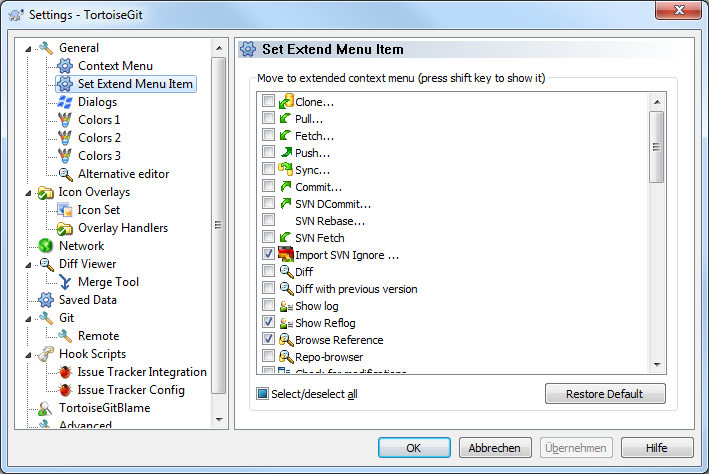 Settings - TortoiseGit
General
Context Menu
Set Extend Menu Item
Dialogs
Colors 1
Colors 2
Colors 3
Alternative editor
Icon Overlays
Icon Set
Overlay Handlers
Network
Diff Viewer
Merge Tool
Saved Data
Git
Remote
Hook Scripts
Issue Tracker Integration
Issue Tracker Config
TortoiseGitBlame
Advanced
Set Extend Menu Item
Move to extended context menu (press shift key to show it)
Clone...
Pull...
Fetch...
Push...
Sync...
Commit...
SVN DCommit...
SVN Rebase...
SVN Fetch
Import SVN Ignore ...
Diff
Diff with previous version
Show log
Show Reflog
Browse Reference
Repo-browser
Check for modifications
Select/deselect all
Restore Default
OK
Abbrechen
Übernehmen
Hilfe